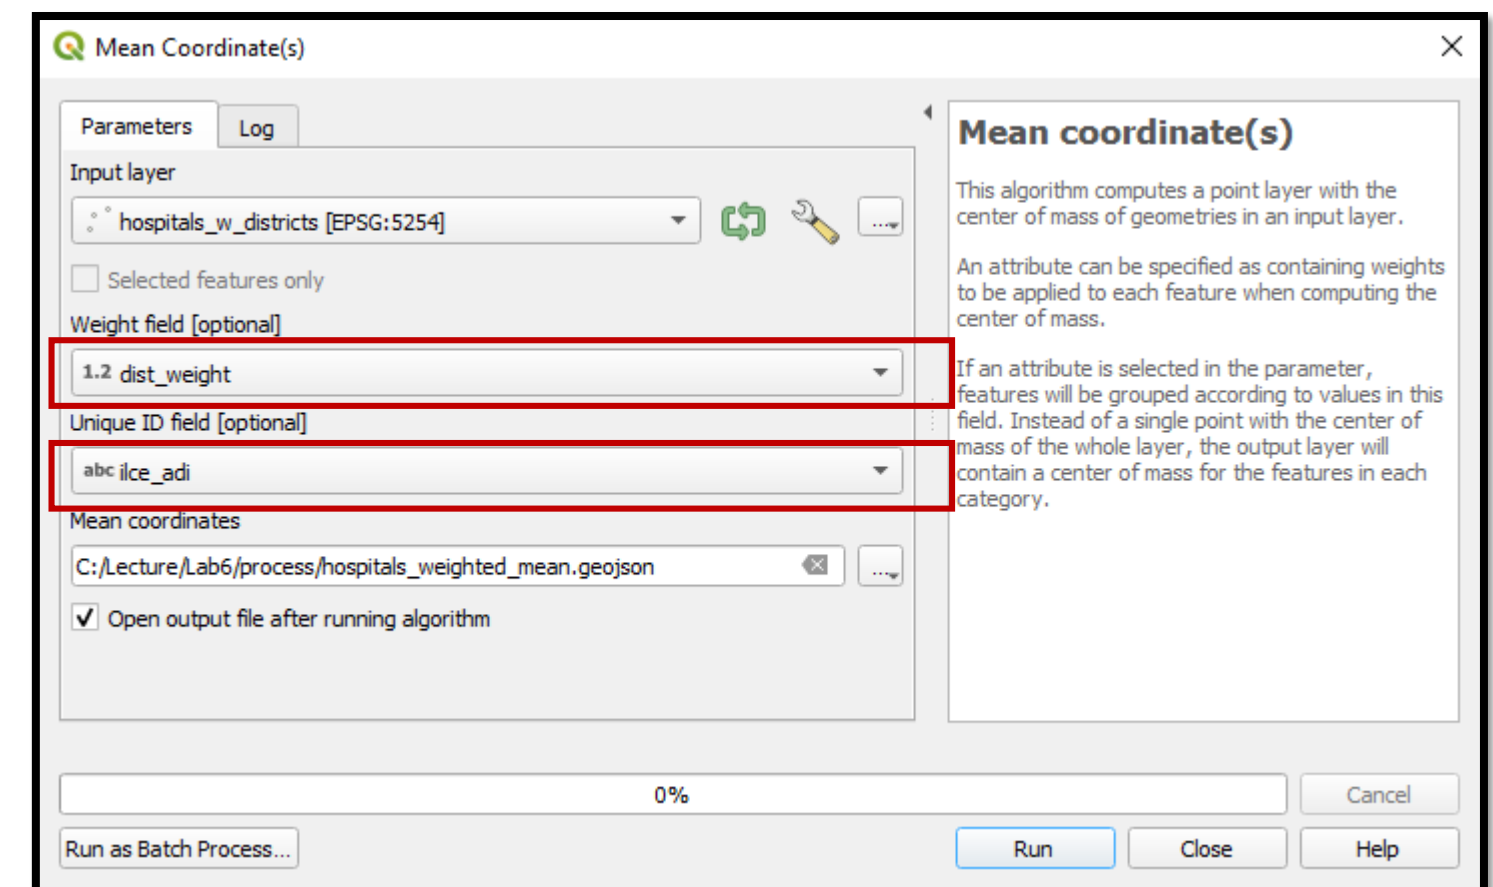 Mean Coordinate(s)
Parameters
Log
Input layer
hospitals_w_districts [EPSG:5254]
...
Selected features only
Weight field [optional]
1.2 dist_weight
Unique ID field [optional]
abc ilce_adi
Mean coordinates
C:/Lecture/Lab6/process/hospitals_weighted_mean.geojson
...
Open output file after running algorithm
Mean coordinate(s)
This algorithm computes a point layer with the
center of mass of geometries in an input layer.
An attribute can be specified as containing weights
to be applied to each feature when computing the
center of mass.
If an attribute is selected in the parameter,
features will be grouped according to values in this
field. Instead of a single point with the center of
mass of the whole layer, the output layer will
contain a center of mass for the features in each
category.
0%
Cancel
Run as Batch Process...
Run
Close
Help